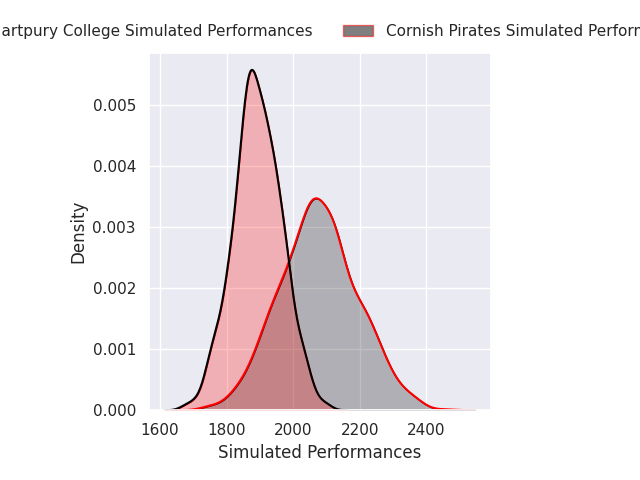 artpury College Simulated Performances
Cornish Pirates Simulated Perfor
0.005
0.004
0.003
0.002
0.001
0.000
Density
1600 1800 2000 2200 2400
Simulated Performances